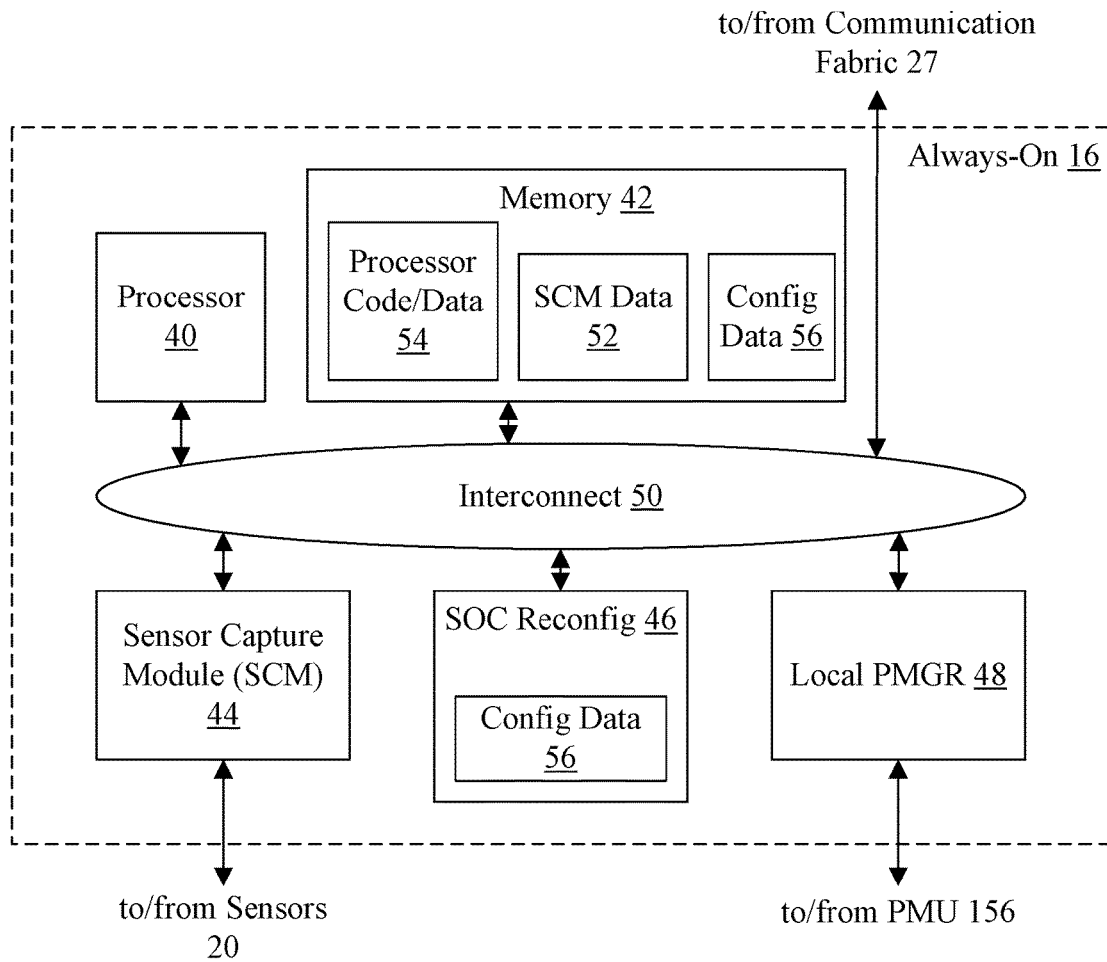 to/from Communication
Fabric 27
Always-On 16
Memory 42
Processor
40
Processor
Code/Data
54
SCM Data
52
Config
Data 56
Interconnect 50
Sensor Capture
Module (SCM)
44
SOC Reconfig 46
Config Data
56
Local PMGR 48
to/from Sensors
20
to/from PMU 156